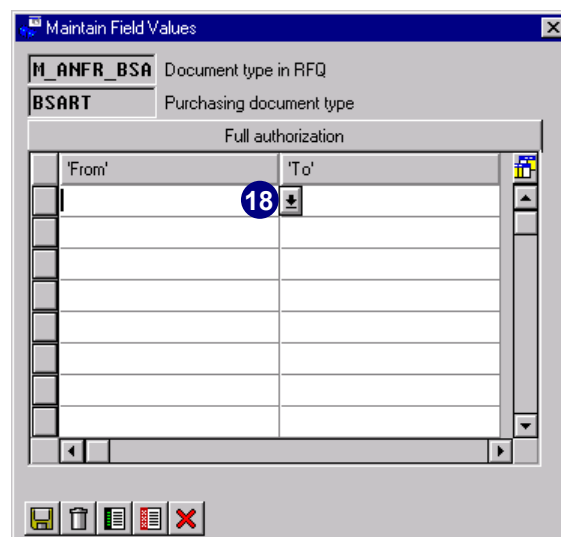 Maintain Field Values
M_ANFR_BSA Document type in RFQ
BSART Purchasing document type
Full authorization
'From' 'To'
18